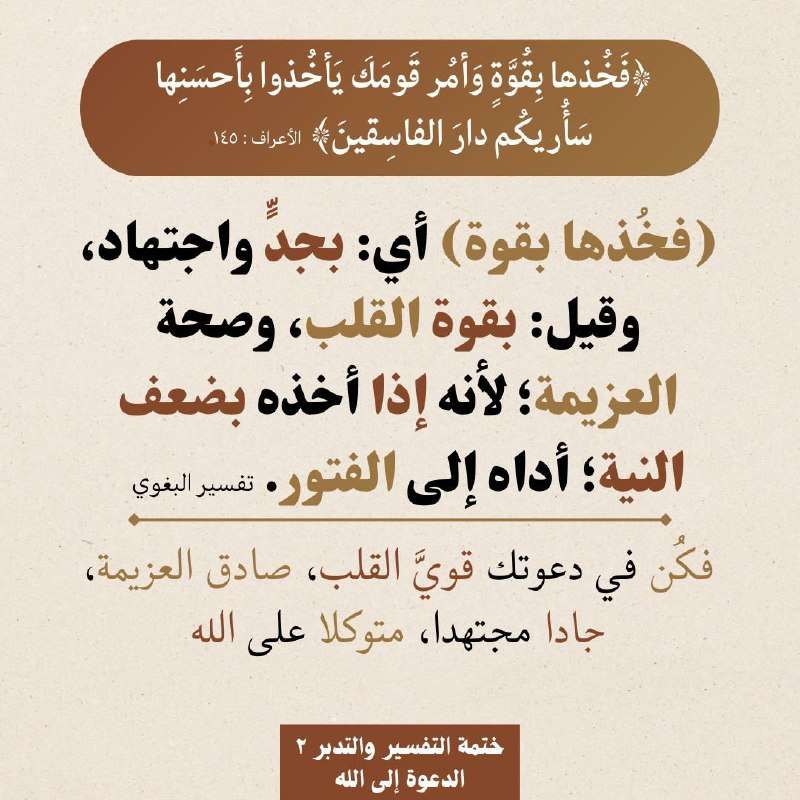 ﴿فَخُذها بِقُوَّةٍ وَأمُر قَومَكَ يَأخُذوا بِأَحسَنِها
سَأُريكُم دارَ الفاسِقينَ﴾ الأعراف : ١٤٥
(فخُذها بقوة) أي: بجدٍّ واجتهاد،
وقيل: بقوة القلب، وصحة
العزيمة؛ لأنه إذا أخذه بضعف
النية؛ أداه إلى الفتور. تفسير البغوي
فكُن في دعوتك قويَّ القلب، صادق العزيمة،
جادا مجتهدا، متوكلا على الله
ختمة التفسير والتدبر ٢
الدعوة إلى الله